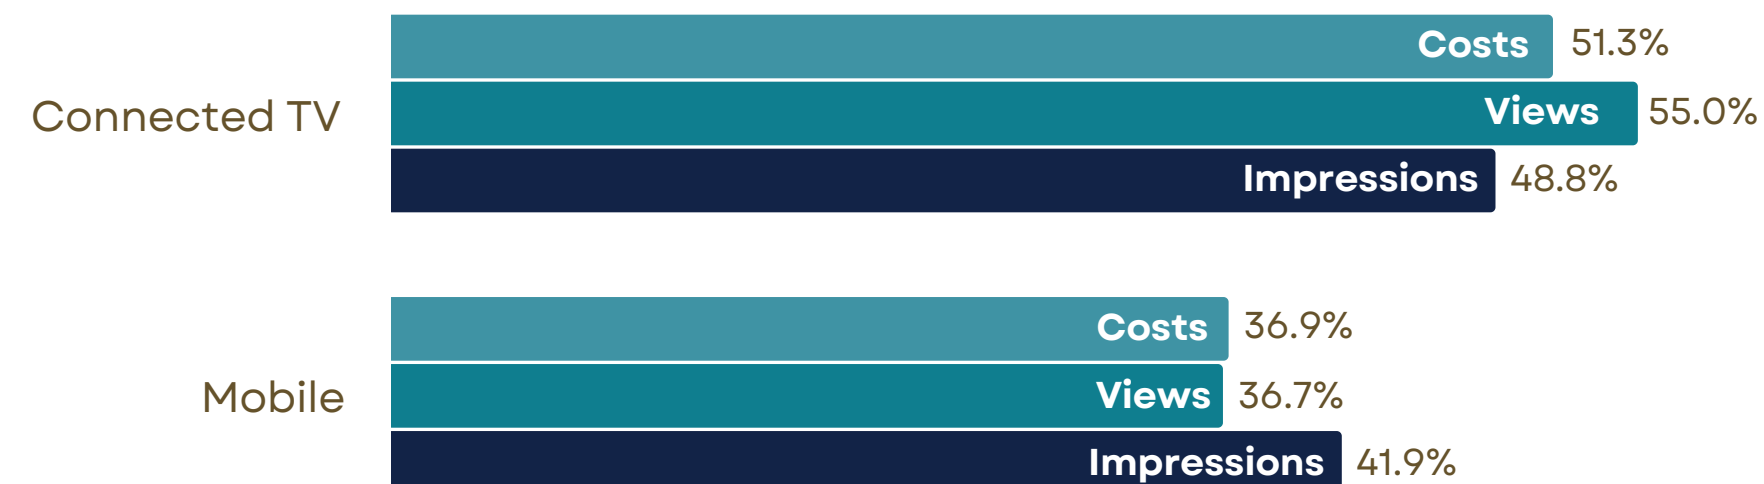 Costs 51.3%
Connected TV
Views 55.0%
Impressions 48.8%
Costs 36.9%
Mobile
Views 36.7%
Impressions 41.9%